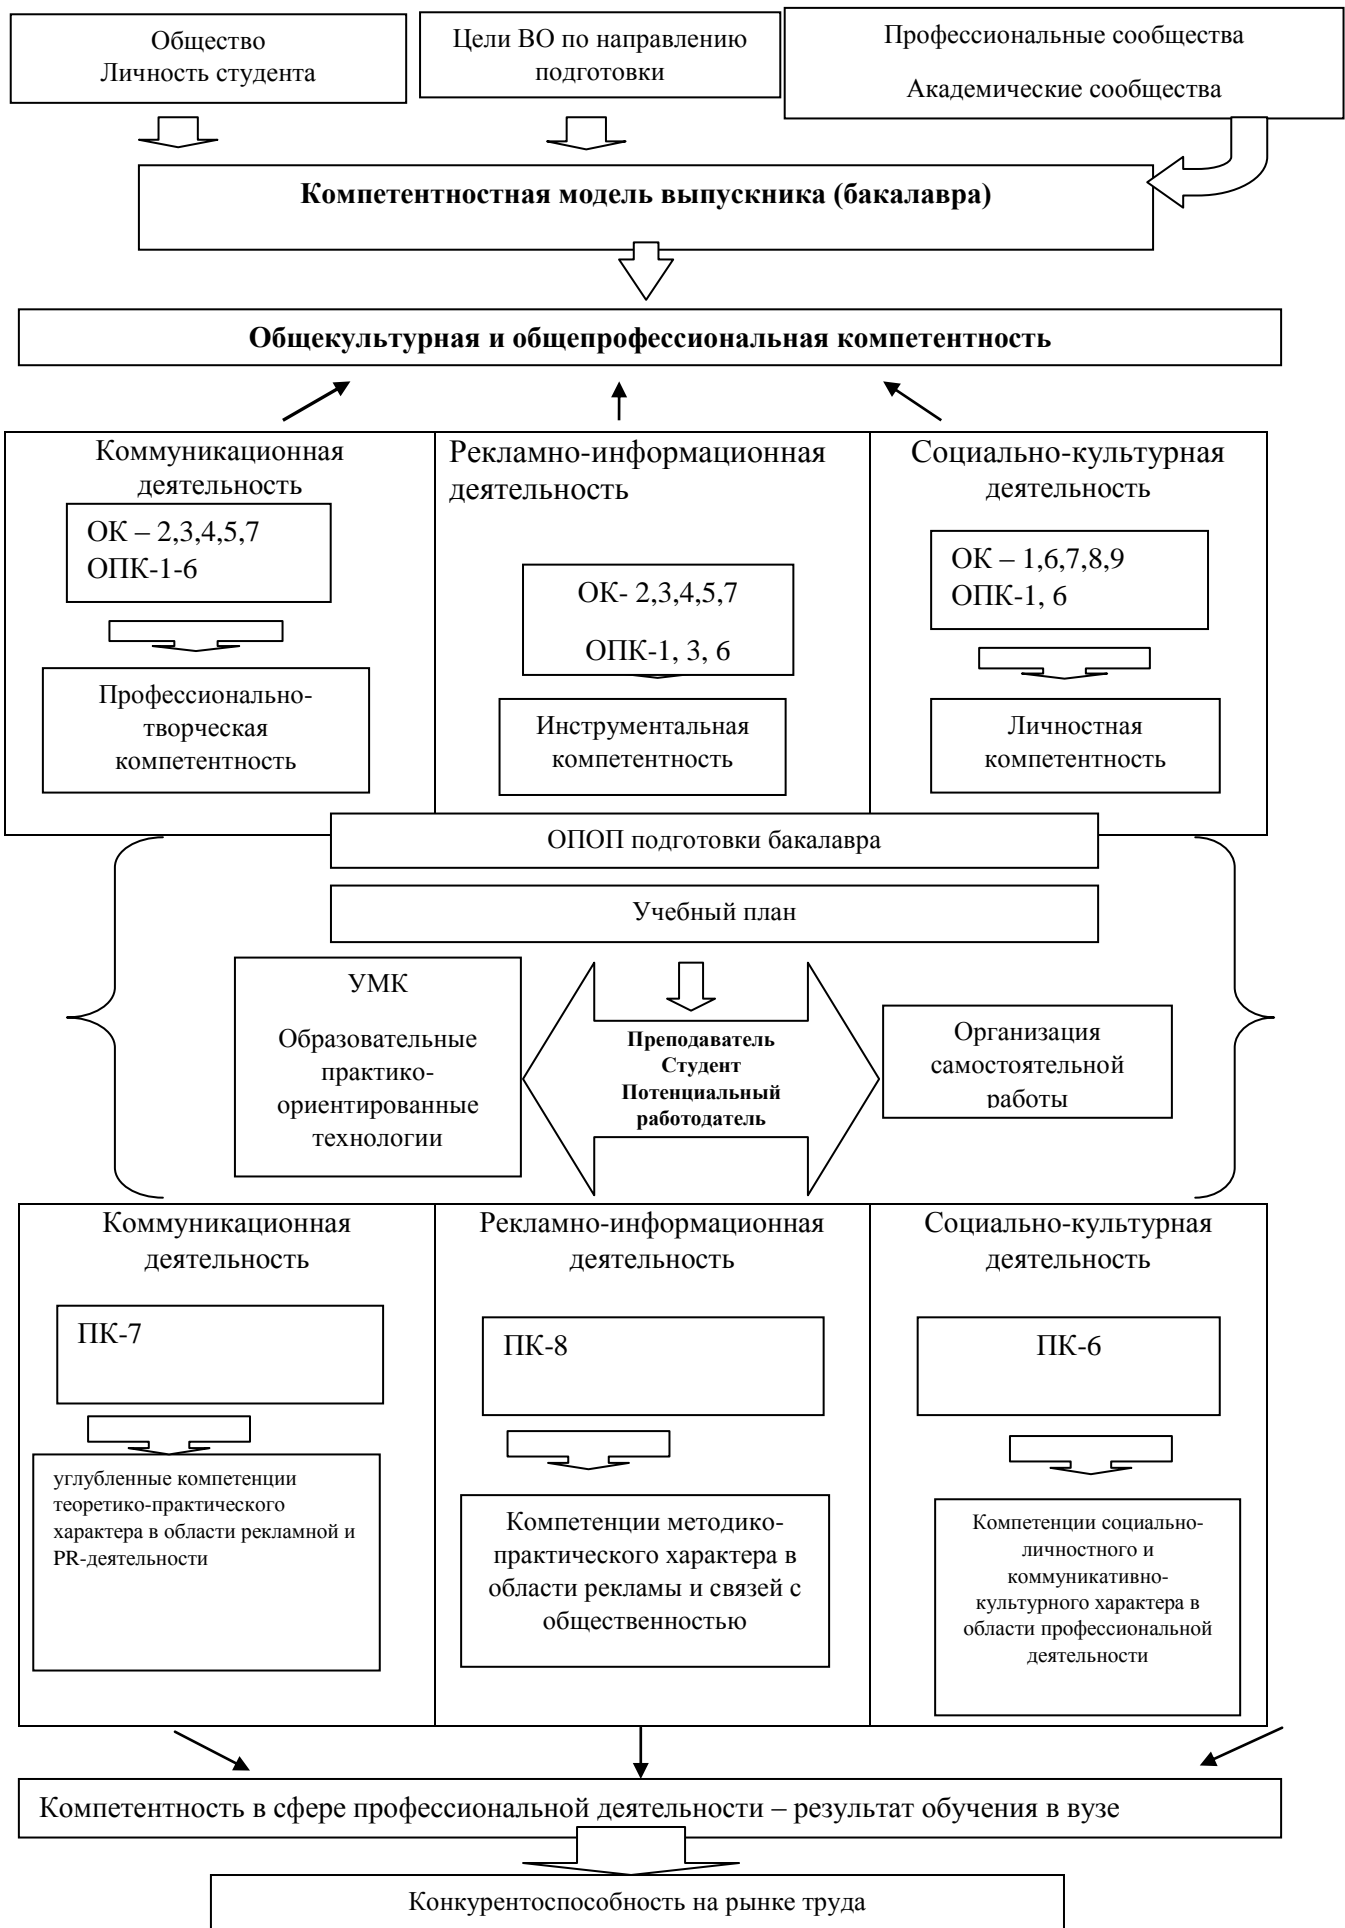 Общество
Личность студента
Цели ВО по направлению
подготовки
Профессиональные сообщества
Академические сообщества
Компетентностная модель выпускника (бакалавра)
Общекультурная и общепрофессиональная компетентность
Коммуникационная
деятельность
ОК – 2,3,4,5,7
ОПК-1-6
Профессионально-
творческая
компетентность
Рекламно-информационная
деятельность
ОК- 2,3,4,5,7
ОПК-1, 3, 6
Инструментальная
компетентность
Социально-культурная
деятельность
ОК – 1,6,7,8,9
ОПК-1, 6
Личностная
компетентность
ОПОП подготовки бакалавра
Учебный план
УМК
Образовательные
практико-
ориентированные
технологии
Преподаватель
Студент
Потенциальный
работодатель
Организация
самостоятельной
работы
Коммуникационная
деятельность
ПК-7
углубленные компетенции
теоретико-практического
характера в области рекламной и
PR-деятельности
Рекламно-информационная
деятельность
ПК-8
Компетенции методико-
практического характера в
области рекламы и связей с
общественностью
Социально-культурная
деятельность
ПК-6
Компетенции социально-
личностного и
коммуникативно-
культурного характера в
области профессиональной
деятельности
Компетентность в сфере профессиональной деятельности – результат обучения в вузе
Конкурентоспособность на рынке труда